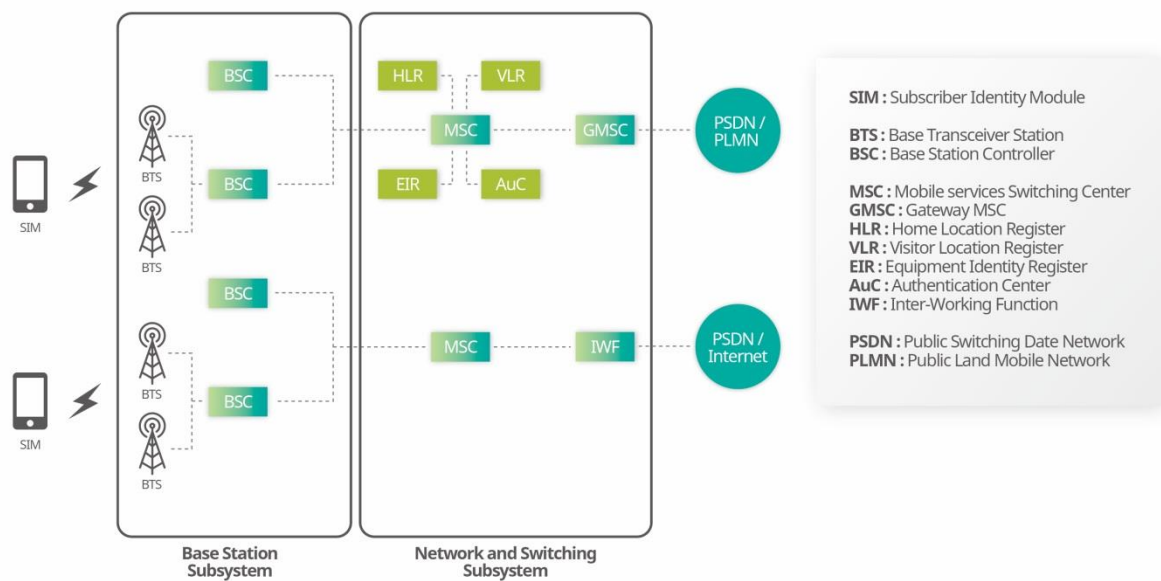 BSC
HLR
VLR
BTS
MSC
GMSC
PSDN /
PLMN
SIM
BSC
EIR
AuC
BTS
BSC
BTS
MSC
IWF
PSDN /
Internet
SIM
BSC
BTS
Base Station
Subsystem
Network and Switching
Subsystem
SIM : Subscriber Identity Module
BTS : Base Transceiver Station
BSC : Base Station Controller
MSC : Mobile services Switching Center
GMSC : Gateway MSC
HLR : Home Location Register
VLR : Visitor Location Register
EIR : Equipment Identity Register
AuC : Authentication Center
IWF : Inter-Working Function
PSDN : Public Switching Date Network
PLMN : Public Land Mobile Network